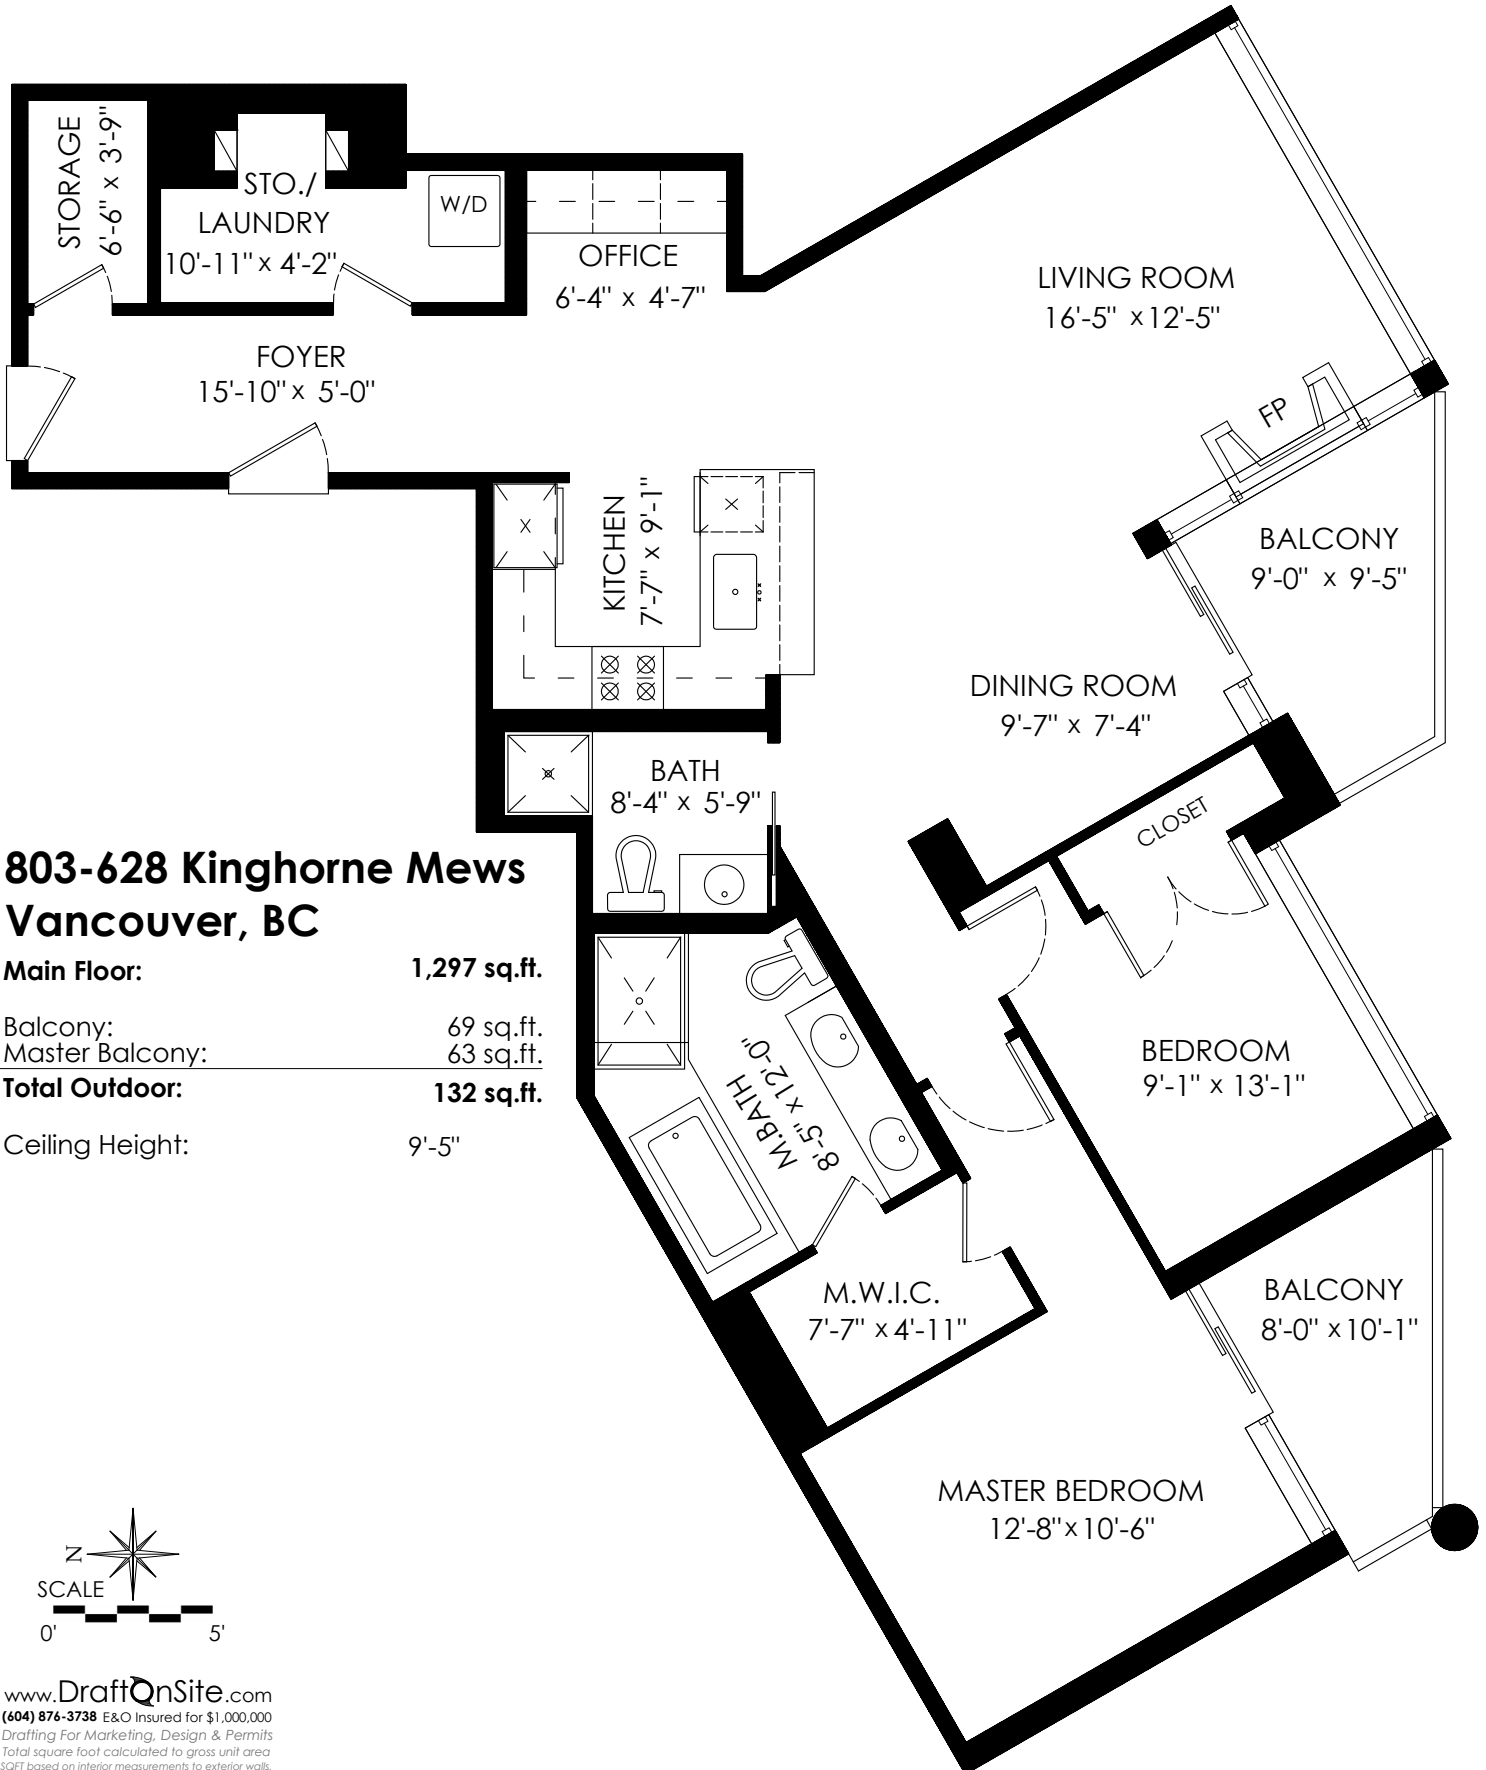 STORAGE
6'-6" x 3'-9"
STO./
LAUNDRY
10'-11" x 4'-2"
W/D
OFFICE
6'-4" x 4'-7"
LIVING ROOM
16'-5" x 12'-5"
FOYER
15'-10" x 5'-0"
FP
KITCHEN
7'-7" x 9'-1"
X
X
BALCONY
9'-0" x 9'-5"
DINING ROOM
9'-7" x 7'-4"
BATH
8'-4" x 5'-9"
CLOSET
803-628 Kinghorne Mews
Vancouver, BC
Main Floor: 1,297 sq.ft.
Balcony: 69 sq.ft.
Master Balcony: 63 sq.ft.
Total Outdoor: 132 sq.ft.
Ceiling Height: 9'-5"
M.BATH
8'-5" x 12'-0"
BEDROOM
9'-1" x 13'-1"
M.W.I.C.
7'-7" x 4'-11"
BALCONY
8'-0" x 10'-1"
MASTER BEDROOM
12'-8" x 10'-6"
N
SCALE
0' 5'
www.DraftOnSite.com
(604) 876-3738 E&O Insured for $1,000,000
Drafting For Marketing, Design & Permits
Total square foot calculated to gross unit area
SQFT based on interior measurements to exterior walls.